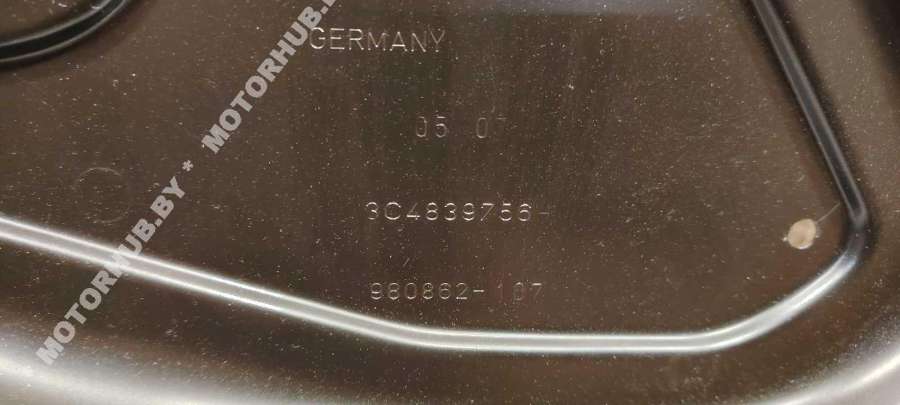 GERMANY
05 07
3C4839756-
980862-107
MOTORHUB.BY * MOTORHUB.BY